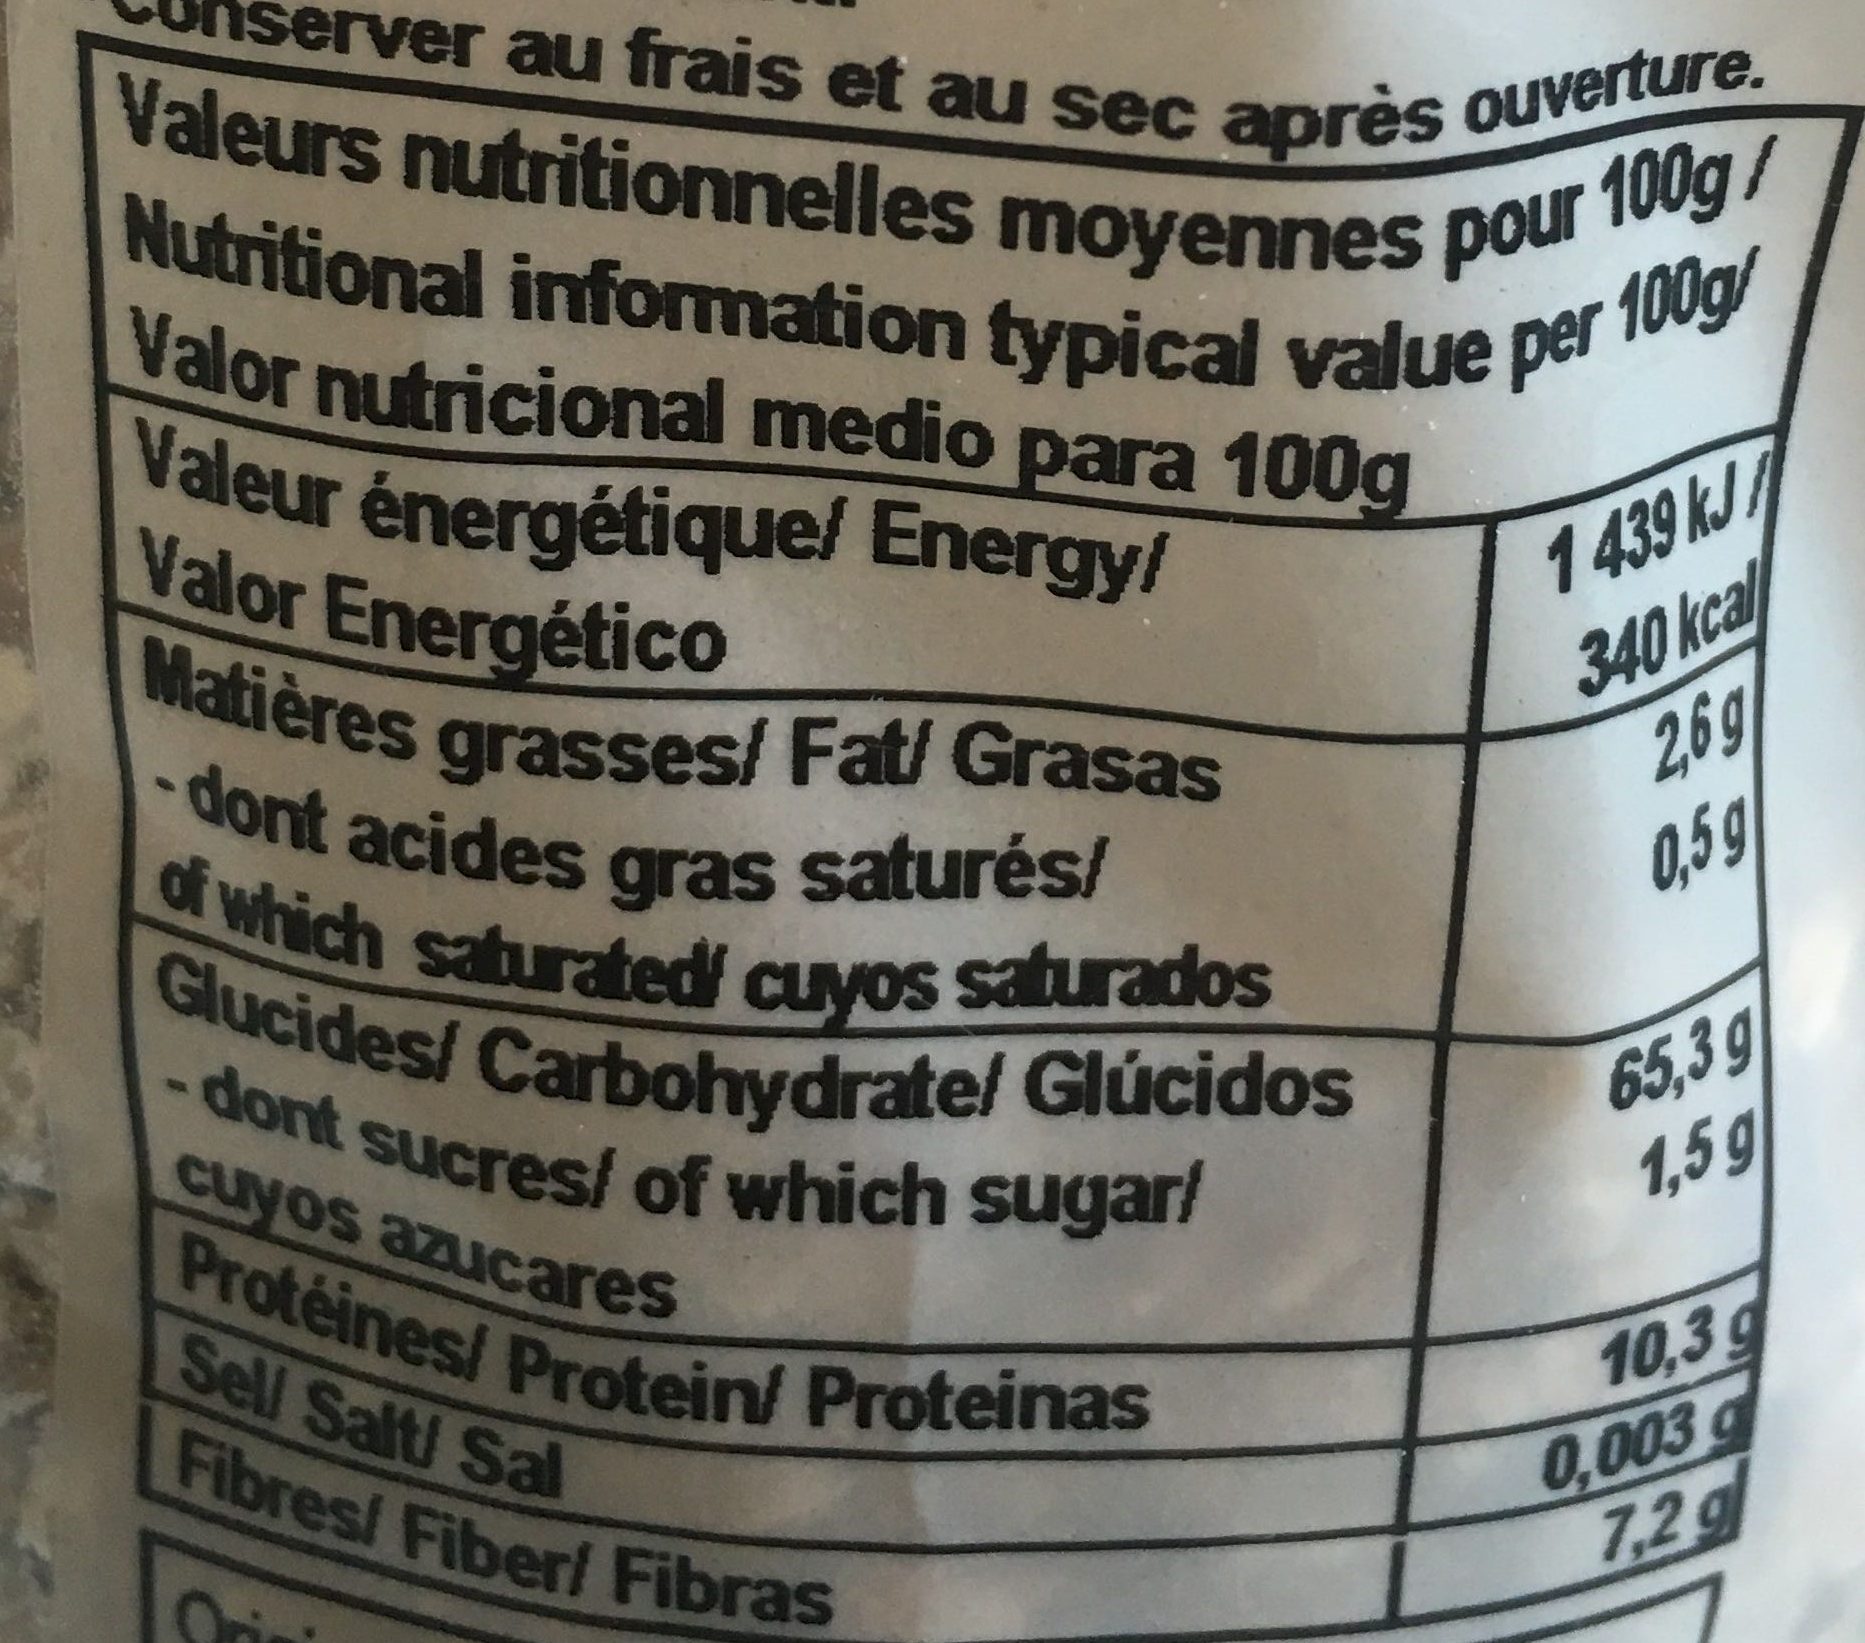 Conserver au frais et au sec après ouverture.
Valeurs nutritionnelles moyennes pour 100g /
Nutritional information typical value per 100g/
Valor nutricional medio para 100g
Valeur énergétique/ Energy/ 1 439 kJ /
Valor Energético 340 kcal
Matières grasses/ Fat/ Grasas 2,6 g
- dont acides gras saturés/ 0,5 g
of which saturated/ cuyos saturados
Glucides/ Carbohydrate/ Glúcidos 65,3 g
- dont sucres/ of which sugar/ 1,5 g
cuyos azucares
Protéines/ Protein/ Proteinas 10,3 g
Sel/ Salt/ Sal 0,003 g
Fibres/ Fiber/ Fibras 7,2 g